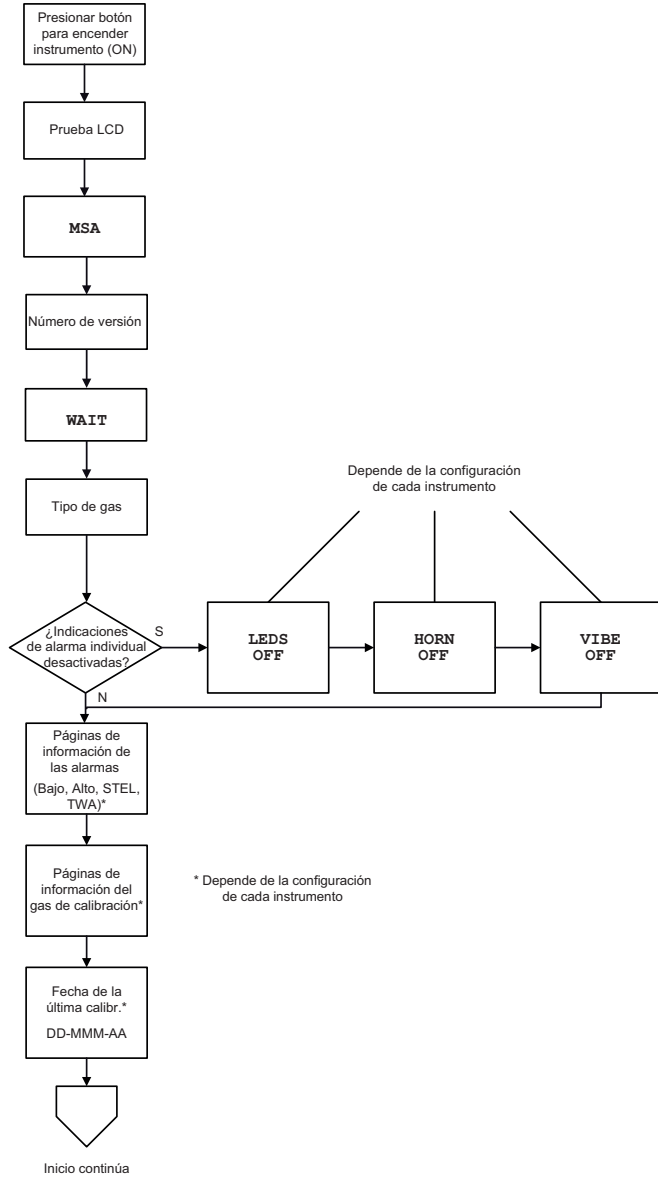 Presionar botón
para encender
instrumento (ON)
Prueba LCD
MSA
Número de versión
WAIT
Tipo de gas
Depende de la configuración
de cada instrumento
¿Indicaciones
de alarma individual
desactivadas?
S
N
LEDS
OFF
HORN
OFF
VIBE
OFF
Páginas de
información de
las alarmas
(Bajo, Alto, STEL,
TWA)*
Páginas de
información del
gas de calibración*
* Depende de la configuración
de cada instrumento
Fecha de la
última calibr.*
DD-MMM-AA
Inicio continúa